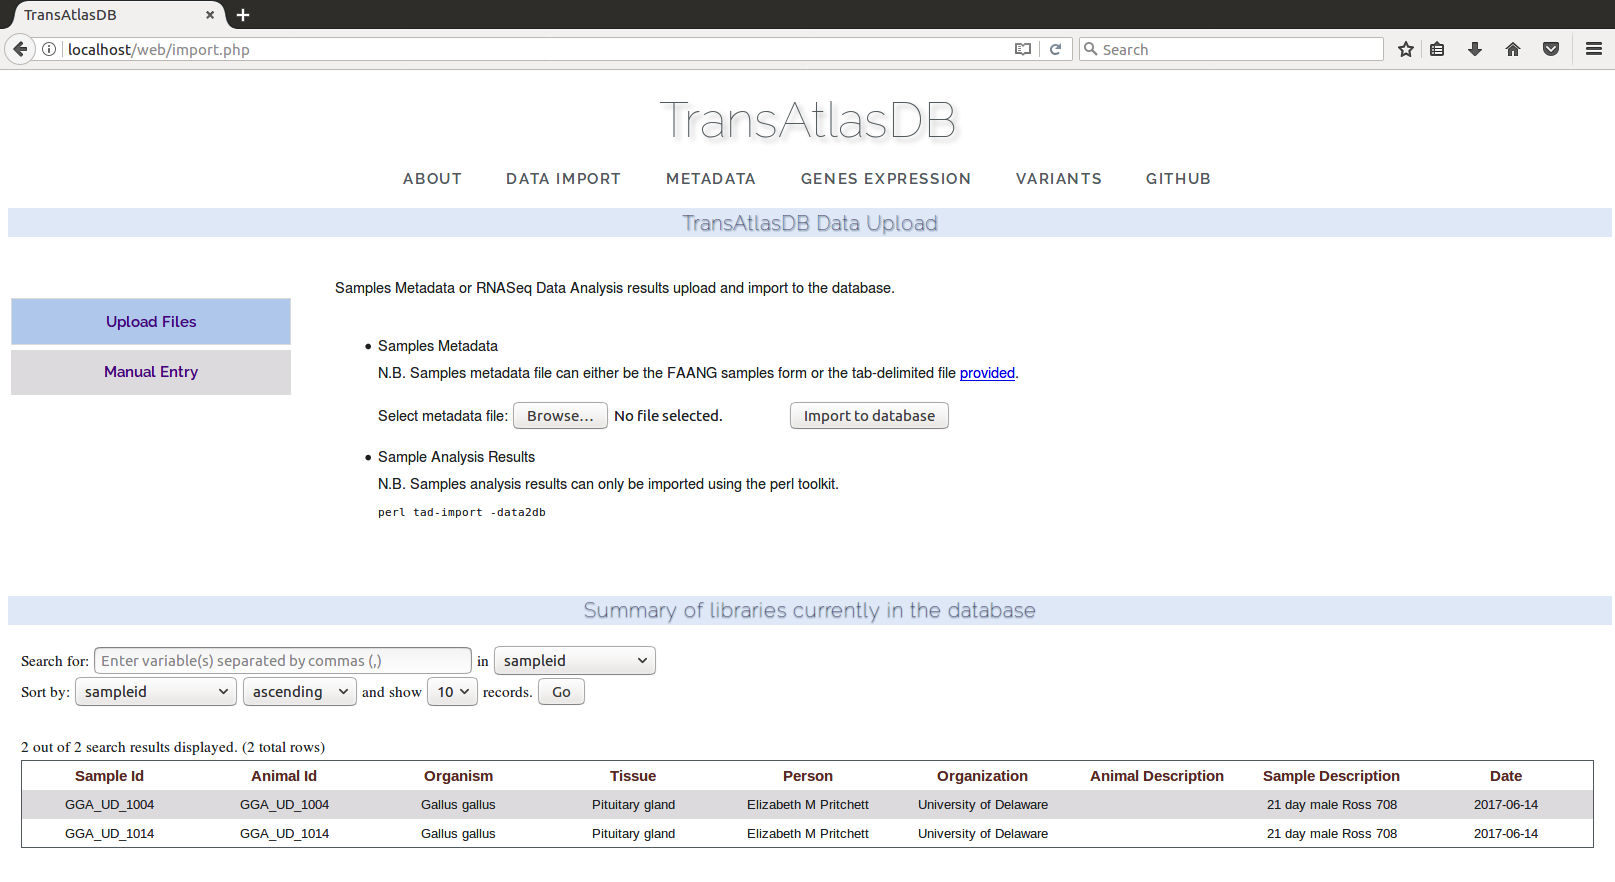 TransAtlasDB
localhost/web/import.php
Search
TransAtlasDB
ABOUT DATA IMPORT METADATA GENES EXPRESSION VARIANTS GITHUB
TransAtlasDB Data Upload
Samples Metadata or RNASeq Data Analysis results upload and import to the database.
Upload Files
Manual Entry
• Samples Metadata
N.B. Samples metadata file can either be the FAANG samples form or the tab-delimited file provided.
Select metadata file: Browse... No file selected. Import to database
• Sample Analysis Results
N.B. Samples analysis results can only be imported using the perl toolkit.
perl tad-import -data2db
Summary of libraries currently in the database
Search for: Enter variable(s) separated by commas (,) in sampleid
Sort by: sampleid ascending and show 10 records. Go
2 out of 2 search results displayed. (2 total rows)
Sample Id Animal Id Organism Tissue Person Organization Animal Description Sample Description Date
GGA_UD_1004 GGA_UD_1004 Gallus gallus Pituitary gland Elizabeth M Pritchett University of Delaware 21 day male Ross 708 2017-06-14
GGA_UD_1014 GGA_UD_1014 Gallus gallus Pituitary gland Elizabeth M Pritchett University of Delaware 21 day male Ross 708 2017-06-14